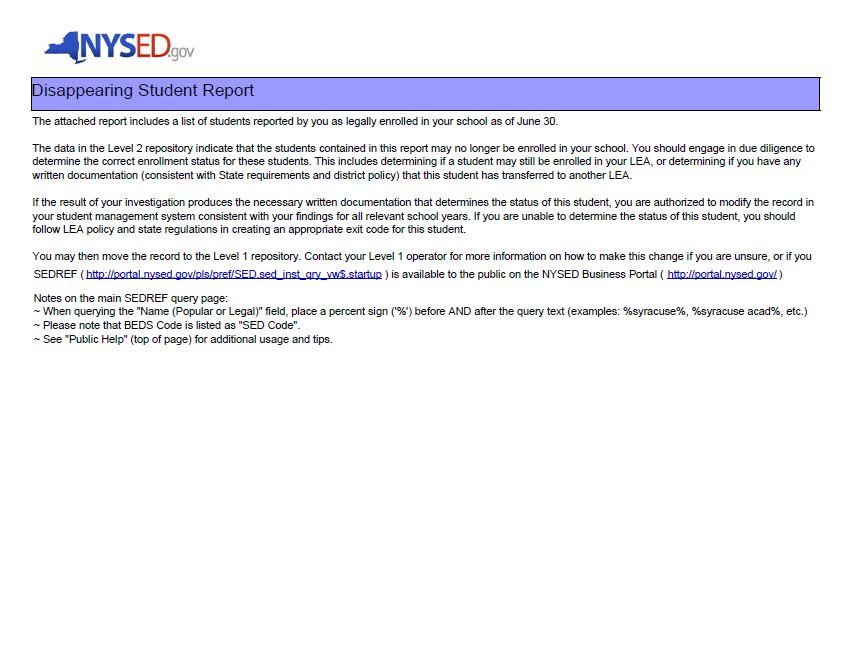 NYSED.gov
Disappearing Student Report
The attached report includes a list of students reported by you as legally enrolled in your school as of June 30.
The data in the Level 2 repository indicate that the students contained in this report may no longer be enrolled in your school. You should engage in due diligence to
determine the correct enrollment status for these students. This includes determining if a student may still be enrolled in your LEA, or determining if you have any
written documentation (consistent with State requirements and district policy) that this student has transferred to another LEA.
If the result of your investigation produces the necessary written documentation that determines the status of this student, you are authorized to modify the record in
your student management system consistent with your findings for all relevant school years. If you are unable to determine the status of this student, you should
follow LEA policy and state regulations in creating an appropriate exit code for this student.
You may then move the record to the Level 1 repository. Contact your Level 1 operator for more information on how to make this change if you are unsure, or if you
SEDREF ( http://portal.nysed.gov/pls/pref/SED.sed_inst_qry_vw$.startup ) is available to the public on the NYSED Business Portal ( http://portal.nysed.gov/ )
Notes on the main SEDREF query page:
~ When querying the "Name (Popular or Legal)" field, place a percent sign ('%') before AND after the query text (examples: %syracuse%, %syracuse acad%, etc.)
~ Please note that BEDS Code is listed as "SED Code".
~ See "Public Help" (top of page) for additional usage and tips.